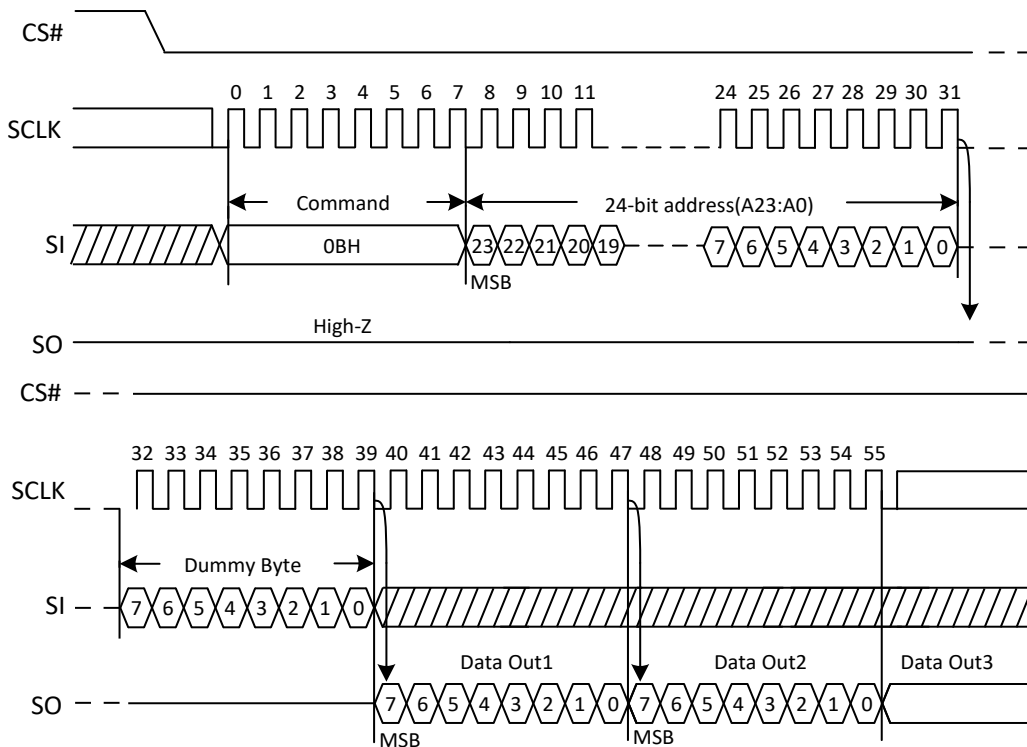 CS#
0 1 2 3 4 5 6 7 8 9 10 11 24 25 26 27 28 29 30 31
SCLK
Command 24-bit address(A23:A0)
SI 0BH 23 22 21 20 19 7 6 5 4 3 2 1 0
MSB
High-Z
SO
CS#
32 33 34 35 36 37 38 39 40 41 42 43 44 45 46 47 48 49 50 51 52 53 54 55
SCLK
Dummy Byte
SI 7 6 5 4 3 2 1 0
Data Out1 Data Out2 Data Out3
SO 7 6 5 4 3 2 1 0 7 6 5 4 3 2 1 0
MSB MSB